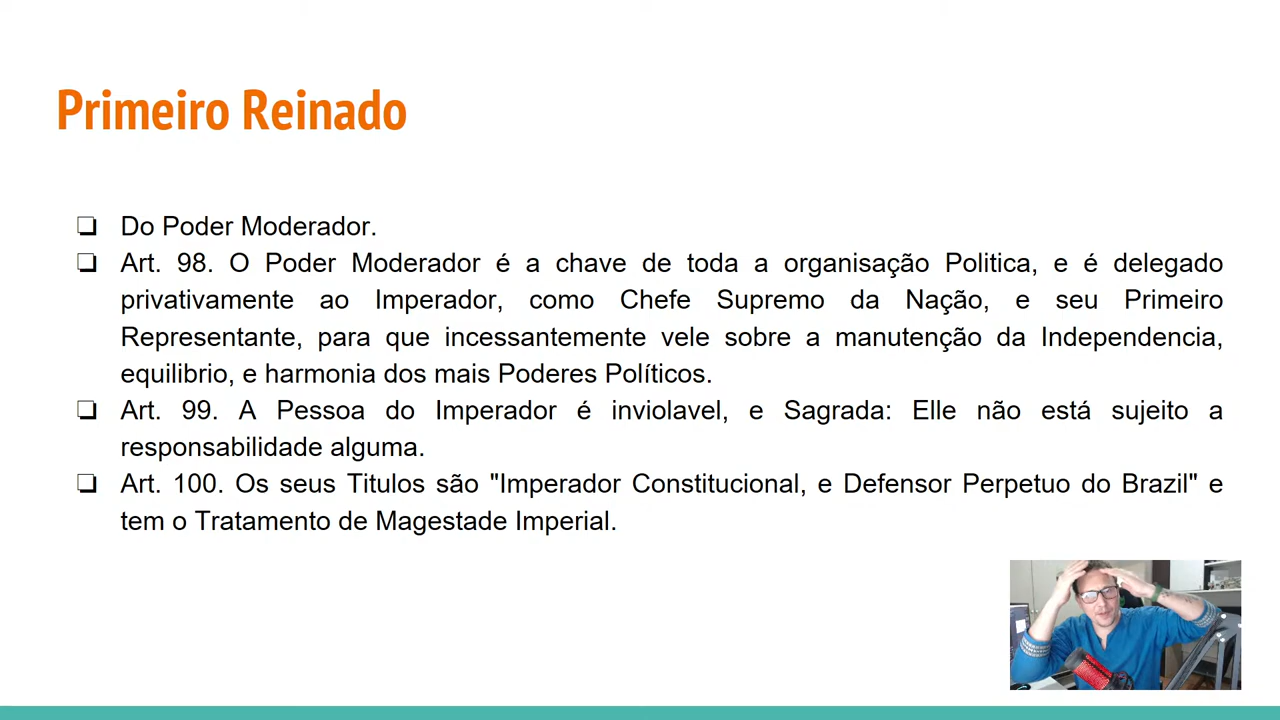 Primeiro Reinado
Do Poder Moderador.
Art. 98. O Poder Moderador é a chave de toda a organisação Politica, e é delegado
privativamente ao Imperador, como Chefe Supremo da Nação, e seu Primeiro
Representante, para que incessantemente vele sobre a manutenção da Independencia,
equilibrio, e harmonia dos mais Poderes Políticos.
Art. 99. A Pessoa do Imperador é inviolavel, e Sagrada: Elle não está sujeito a
responsabilidade alguma.
Art. 100. Os seus Titulos são "Imperador Constitucional, e Defensor Perpetuo do Brazil" e
tem o Tratamento de Magestade Imperial.